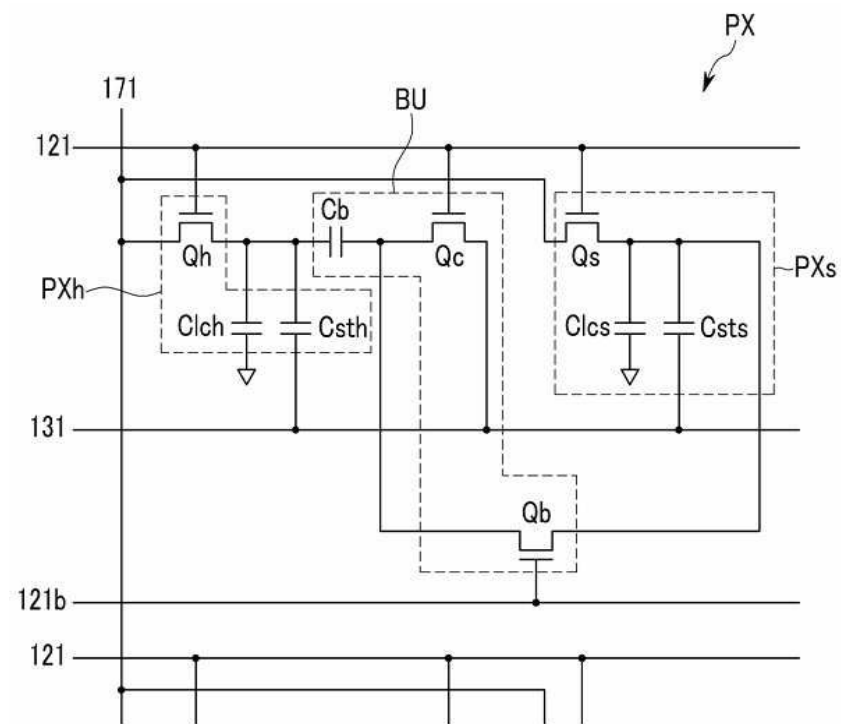 PX
171
BU
121
Cb
Qh
Qc
Qs
PXh
PXs
Clch
Csth
Clcs
Csts
131
Qb
121b
121